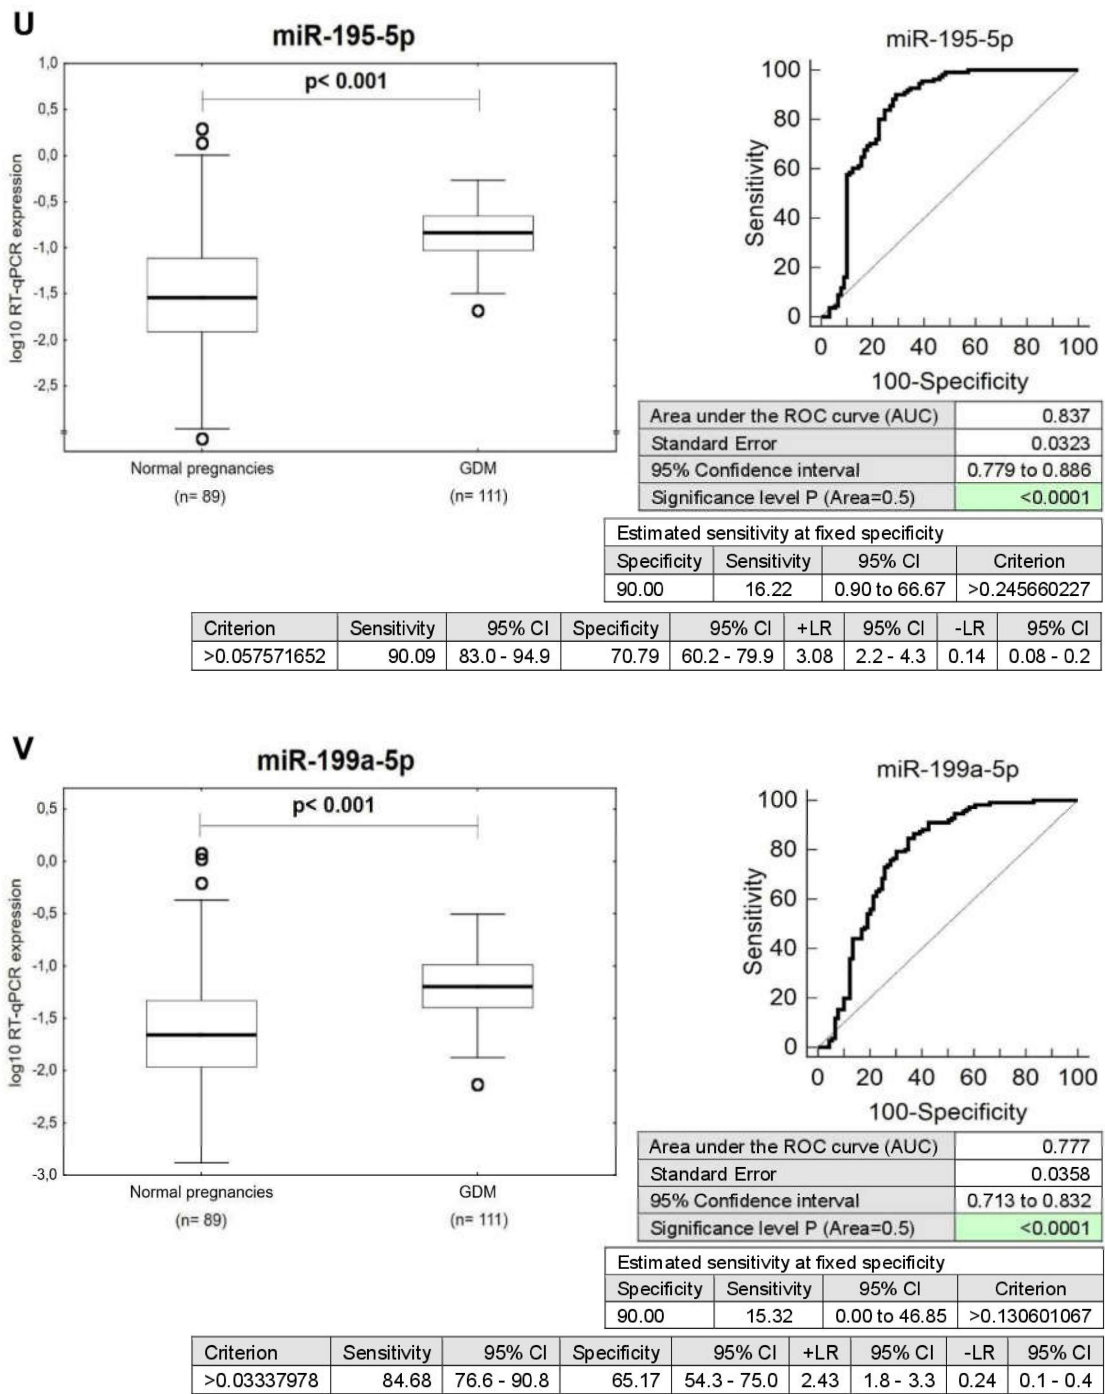 U
miR-195-5p
p< 0.001
log10 RT-qPCR expression
1,0
0,5
0,0
-0,5
-1,0
-1,5
-2,0
-2,5
Normal pregnancies
(n= 89)
GDM
(n= 111)
miR-195-5p
Sensitivity
100
80
60
40
20
0
0 20 40 60 80 100
100-Specificity
Area under the ROC curve (AUC) 0.837
Standard Error 0.0323
95% Confidence interval 0.779 to 0.886
Significance level P (Area=0.5) <0.0001
Estimated sensitivity at fixed specificity
Specificity Sensitivity 95% CI Criterion
90.00 16.22 0.90 to 66.67 >0.245660227
Criterion Sensitivity 95% CI Specificity 95% CI +LR 95% CI -LR 95% CI
>0.057571652 90.09 83.0 - 94.9 70.79 60.2 - 79.9 3.08 2.2 - 4.3 0.14 0.08 - 0.2
V
miR-199a-5p
p< 0.001
log10 RT-qPCR expression
0,5
0,0
-0,5
-1,0
-1,5
-2,0
-2,5
-3,0
Normal pregnancies
(n= 89)
GDM
(n= 111)
miR-199a-5p
Sensitivity
100
80
60
40
20
0
0 20 40 60 80 100
100-Specificity
Area under the ROC curve (AUC) 0.777
Standard Error 0.0358
95% Confidence interval 0.713 to 0.832
Significance level P (Area=0.5) <0.0001
Estimated sensitivity at fixed specificity
Specificity Sensitivity 95% CI Criterion
90.00 15.32 0.00 to 46.85 >0.130601067
Criterion Sensitivity 95% CI Specificity 95% CI +LR 95% CI -LR 95% CI
>0.03337978 84.68 76.6 - 90.8 65.17 54.3 - 75.0 2.43 1.8 - 3.3 0.24 0.1 - 0.4